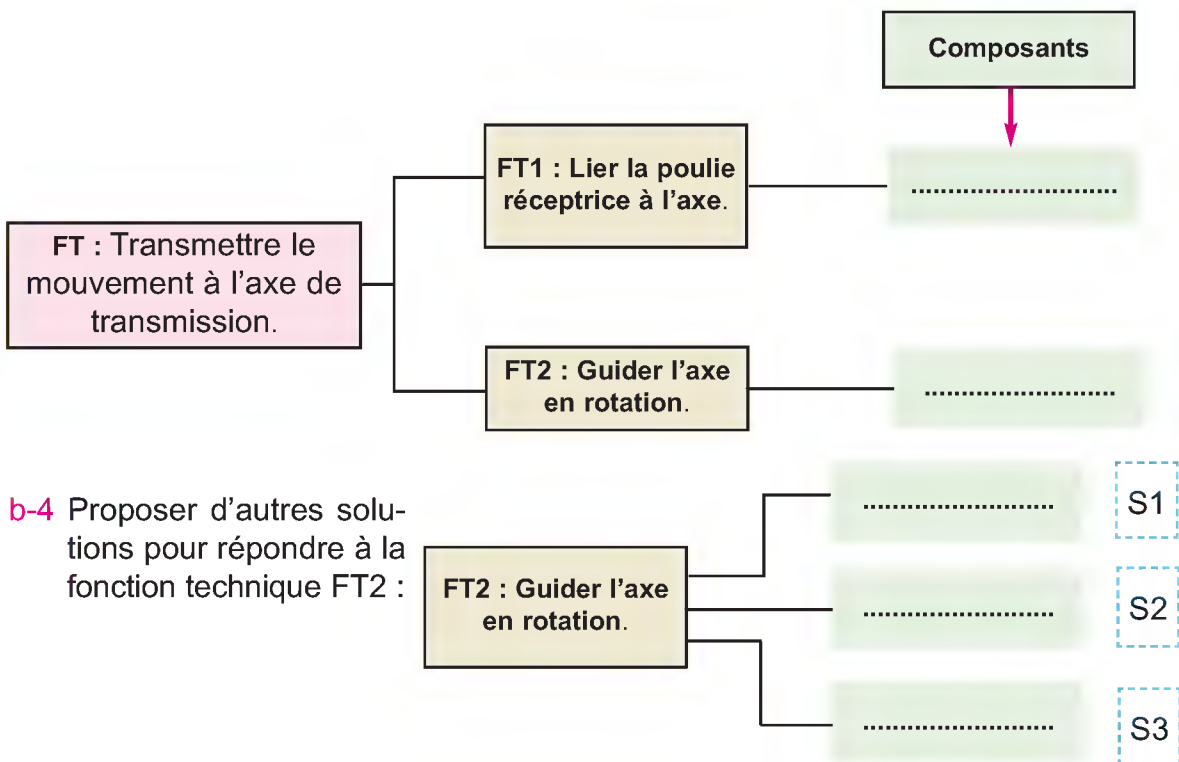 Composants
FT1 : Lier la poulie
réceptrice à l'axe.
..............................
FT : Transmettre le
mouvement à l'axe de
transmission.
FT2 : Guider l'axe
en rotation.
...........................
b-4 Proposer d'autres solu-
tions pour répondre à la
fonction technique FT2 :
FT2 : Guider l'axe
en rotation.
........................... S1
........................... S2
........................... S3